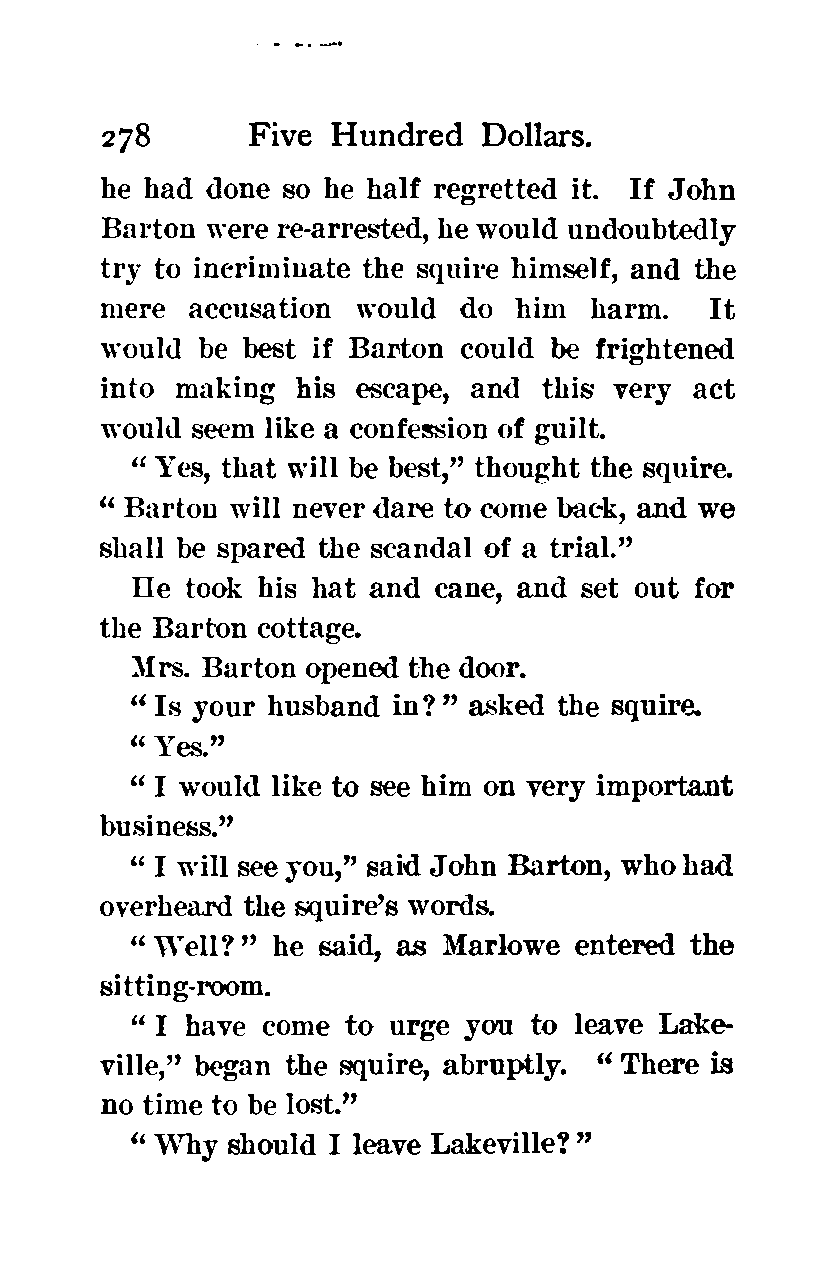 278 Five Hundred Dollars.
he had done so he half regretted it. If John
Barton were re-arrested, he would undoubtedly
try to incriminate the squire himself, and the
mere accusation would do him harm. It
would be best if Barton could be frightened
into making his escape, and this very act
would seem like a confession of guilt.
“ Yes, that will be best,” thought the squire.
“ Barton will never dare to come back, and we
shall be spared the scandal of a trial.”
He took his hat and cane, and set out for
the Barton cottage.
Mrs. Barton opened the door.
“ Is your husband in? ” asked the squire.
“ Yes.”
“ I would like to see him on very important
business.”
“ I will see you,” said John Barton, who had
overheard the squire’s words.
“ Well? ” he said, as Marlowe entered the
sitting-room.
“ I have come to urge you to leave Lake-
ville,” began the squire, abruptly. “ There is
no time to be lost.”
“ Why should I leave Lakeville? ”